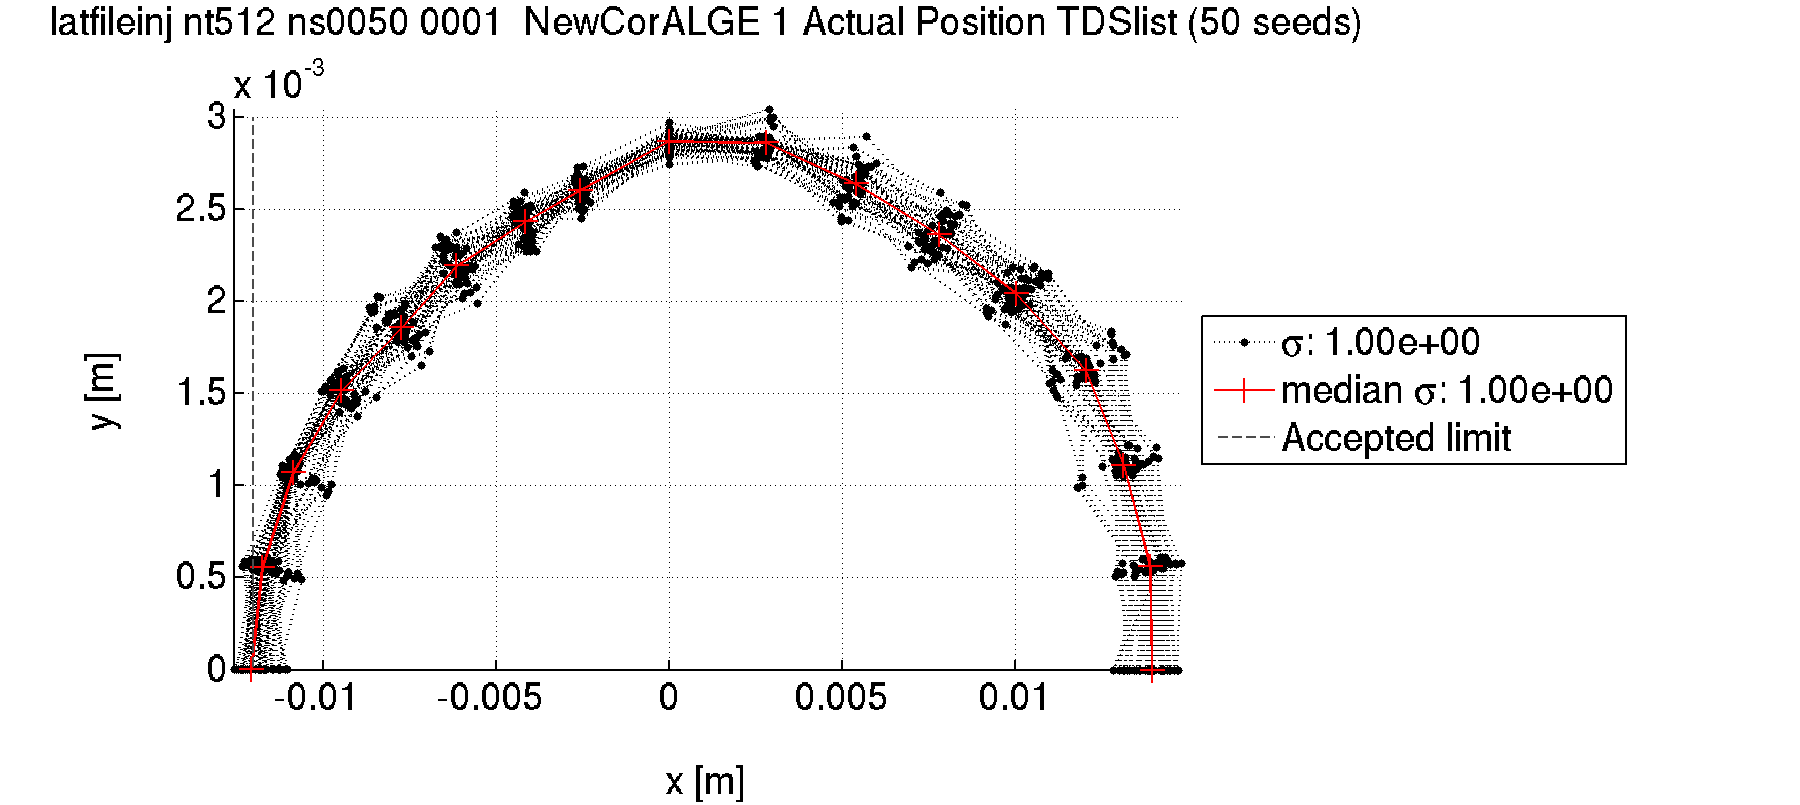 latfileinj nt512 ns0050 0001  NewCorALGE 1 Actual Position TDSlist (50 seeds)
x 10^-3
3
2.5
2
1.5
1
0.5
0
y [m]
-0.01
-0.005
0
0.005
0.01
x [m]
σ: 1.00e+00
median σ: 1.00e+00
Accepted limit